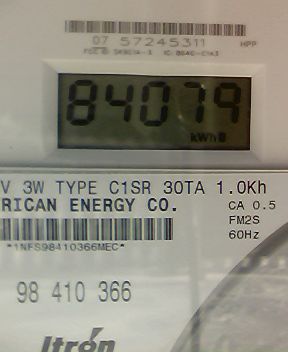 07 57245311 HPP
84079
kWh
V 3W TYPE C1SR 30TA 1.0Kh
RICAN ENERGY CO. CA 0.5
FM2S
60Hz
*1NFS98410366MEC*
98 410 366
Itrón